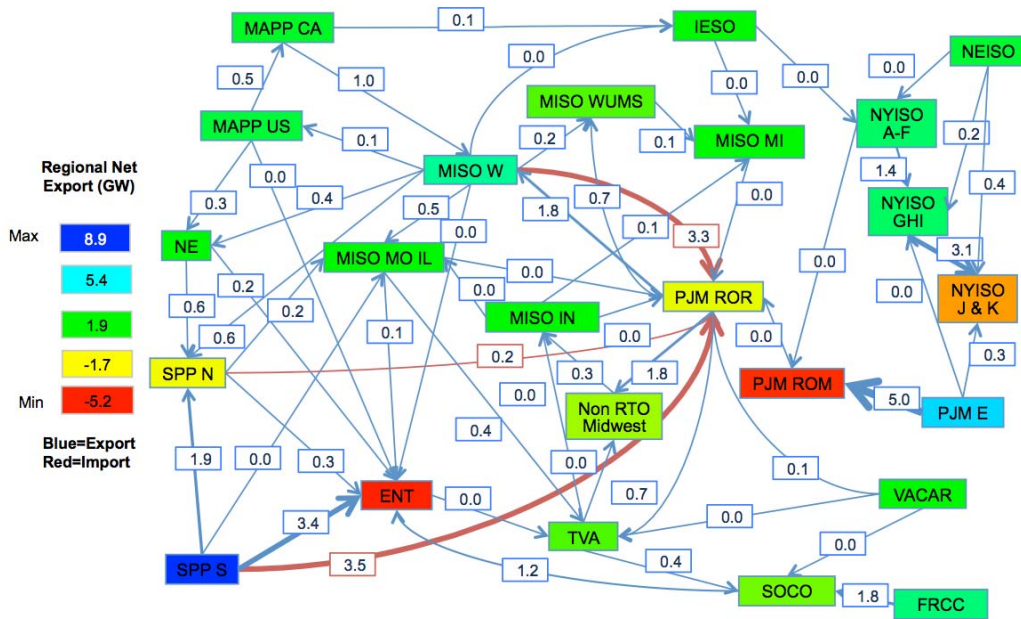 MAPP CA
0.1
IESO
NEISO
0.0
0.0
0.5
1.0
0.0
0.0
MISO WUMS
NYISO
A-F
MAPP US
0.1
0.2
0.1
MISO MI
0.2
Regional Net
Export (GW)
0.0
MISO W
1.4
0.4
0.4
0.3
0.5
1.8
0.7
0.0
NYISO
GHI
Max
8.9
NE
0.0
0.1
3.3
3.1
MISO MO IL
0.0
0.0
5.4
0.2
PJM ROR
0.0
NYISO
J & K
0.6
0.2
MISO IN
1.9
0.6
0.1
0.0
0.0
0.3
-1.7
SPP N
0.2
0.3
1.8
PJM ROM
Min
-5.2
0.0
Non RTO
Midwest
5.0
PJM E
Blue=Export
Red=Import
0.4
1.9
0.0
0.3
0.0
0.1
ENT
0.0
0.7
VACAR
3.4
TVA
0.0
SPP S
3.5
1.2
0.4
0.0
SOCO
1.8
FRCC